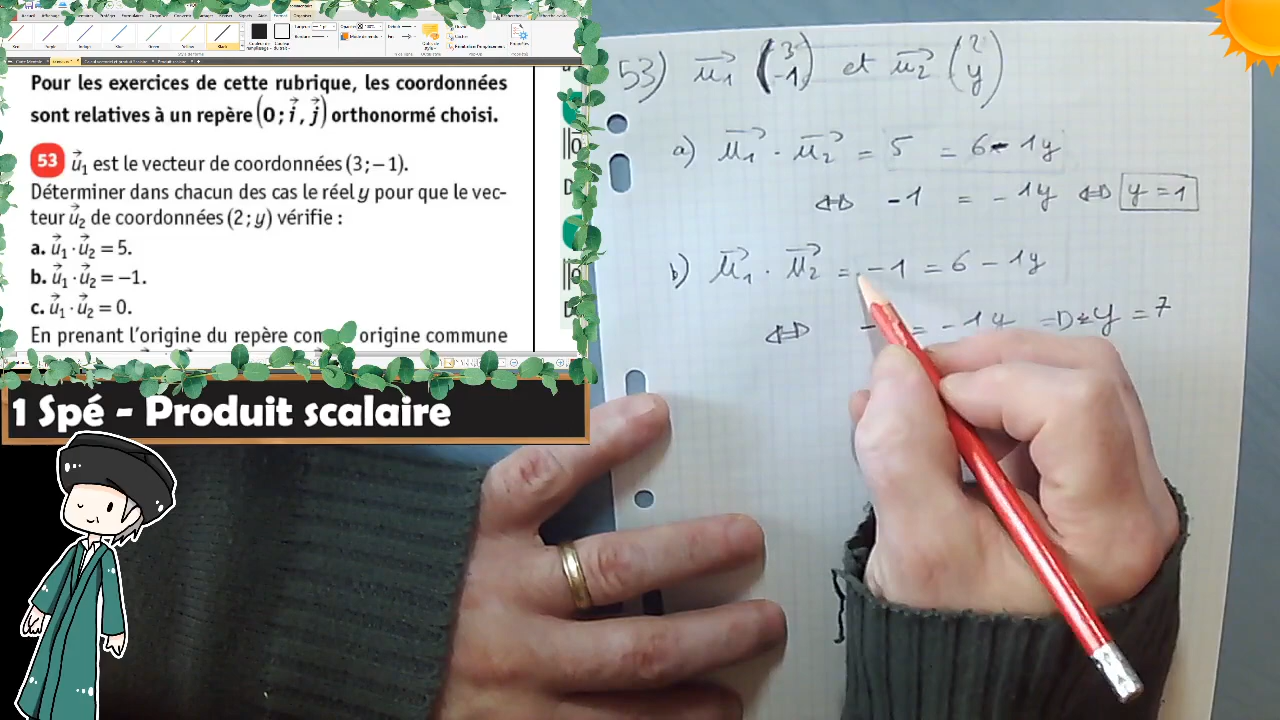 Pour les exercices de cette rubrique, les coordonnées
sont relatives à un repère (0 ; i⃗ , j⃗) orthonormé choisi.
53 u⃗₁ est le vecteur de coordonnées (3 ; – 1).
Déterminer dans chacun des cas le réel y pour que le vec-
teur u⃗₂ de coordonnées (2 ; y) vérifie :
a. u⃗₁ · u⃗₂ = 5.
b. u⃗₁ · u⃗₂ = –1.
c. u⃗₁ · u⃗₂ = 0.
En prenant l'origine du repère origine commune
1 Spé - Produit scalaire
53) u⃗₁ (3 -1) et u⃗₂ (2 y)
a) u⃗₁ · u⃗₂ = 5 = 6 - 1y
⇔ -1 = - 1y ⇔ y = 1
b) u⃗₁ · u⃗₂ = -1 = 6 - 1y
⇔ - = - 1y y = 7